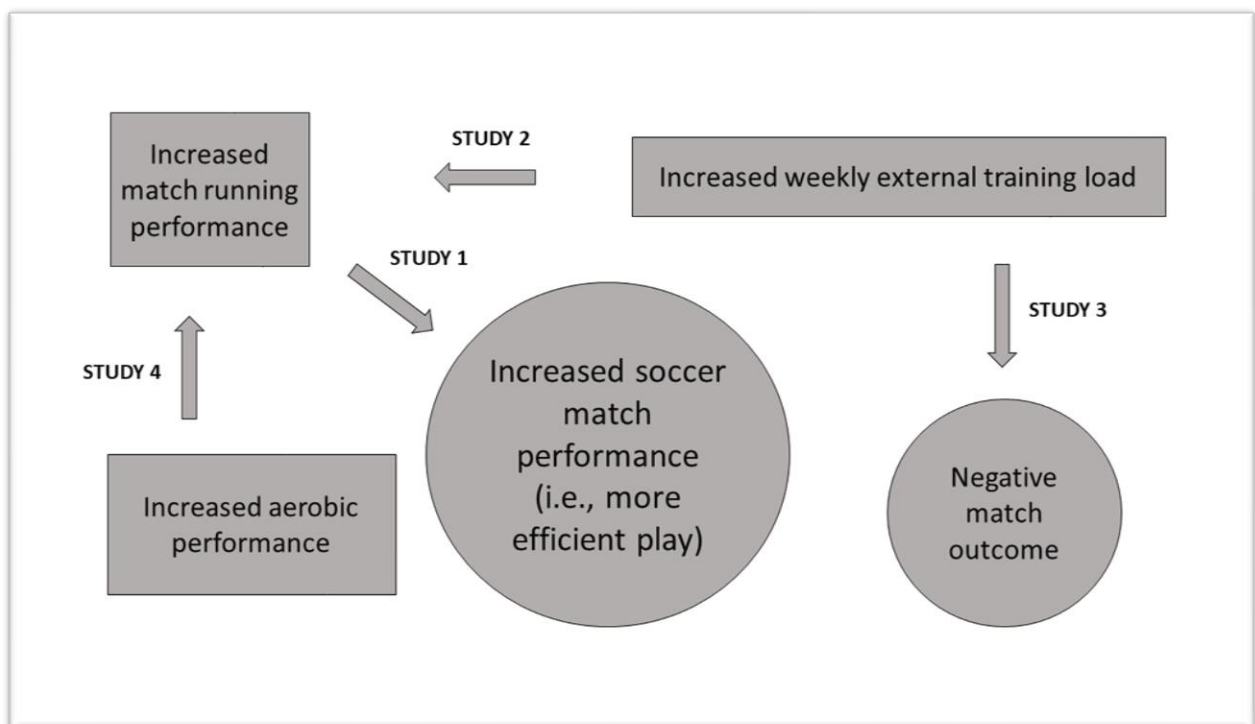 Increased
match running
performance
STUDY 2
Increased weekly external training load
STUDY 1
STUDY 3
STUDY 4
Increased soccer
match
performance
(i.e., more
efficient play)
Increased aerobic
performance
Negative
match
outcome